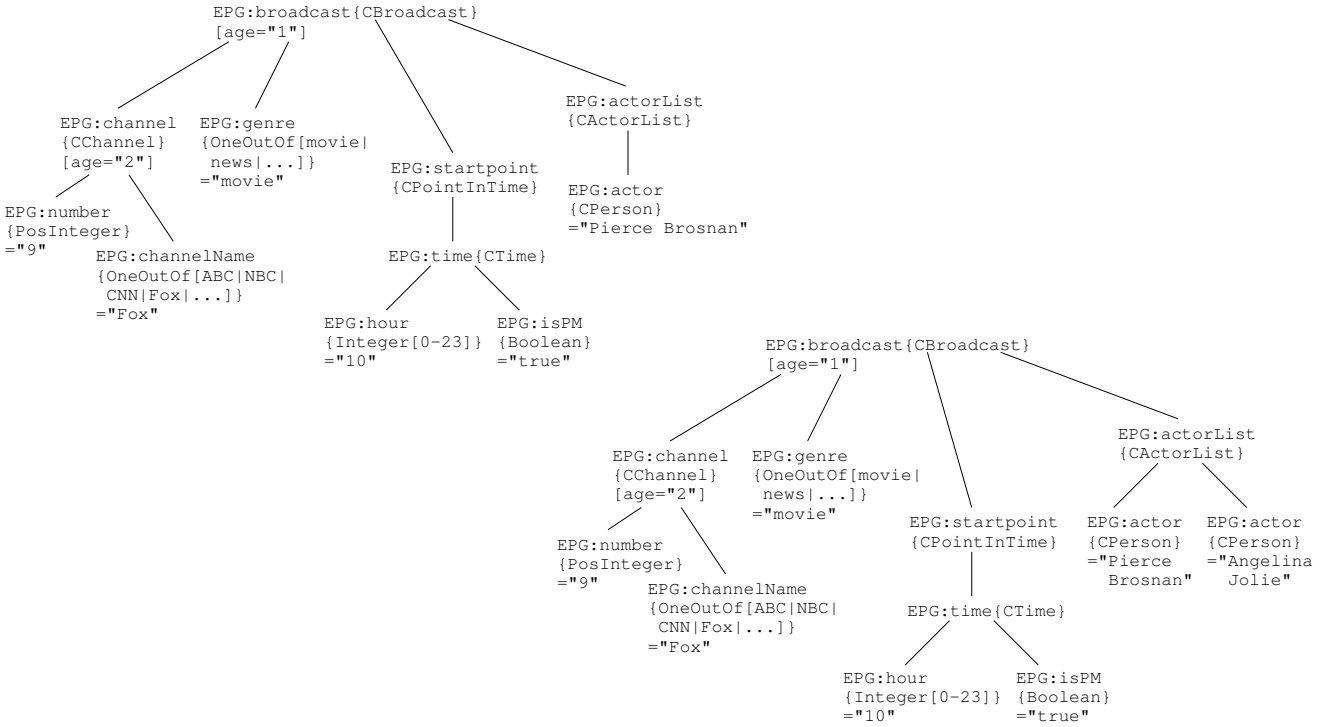 EPG:broadcast{CBroadcast}
[age="1"]
EPG:actorList
{CActorList}
EPG:channel
{CChannel}
[age="2"]
EPG:genre
{OneOutOf[movie|
news|...]}
="movie"
EPG:startpoint
{CPointInTime}
EPG:actor
{CPerson}
="Pierce Brosnan"
EPG:number
{PosInteger}
="9"
EPG:channelName
{OneOutOf[ABC|NBC|
CNN|Fox|...]}
="Fox"
EPG:time{CTime}
EPG:hour
{Integer[0-23]}
="10"
EPG:isPM
{Boolean}
="true"
EPG:broadcast{CBroadcast}
[age="1"]
EPG:actorList
{CActorList}
EPG:channel
{CChannel}
[age="2"]
EPG:genre
{OneOutOf[movie|
news|...]}
="movie"
EPG:startpoint
{CPointInTime}
EPG:actor
{CPerson}
="Pierce
Brosnan"
EPG:actor
{CPerson}
="Angelina
Jolie"
EPG:number
{PosInteger}
="9"
EPG:channelName
{OneOutOf[ABC|NBC|
CNN|Fox|...]}
="Fox"
EPG:time{CTime}
EPG:hour
{Integer[0-23]}
="10"
EPG:isPM
{Boolean}
="true"